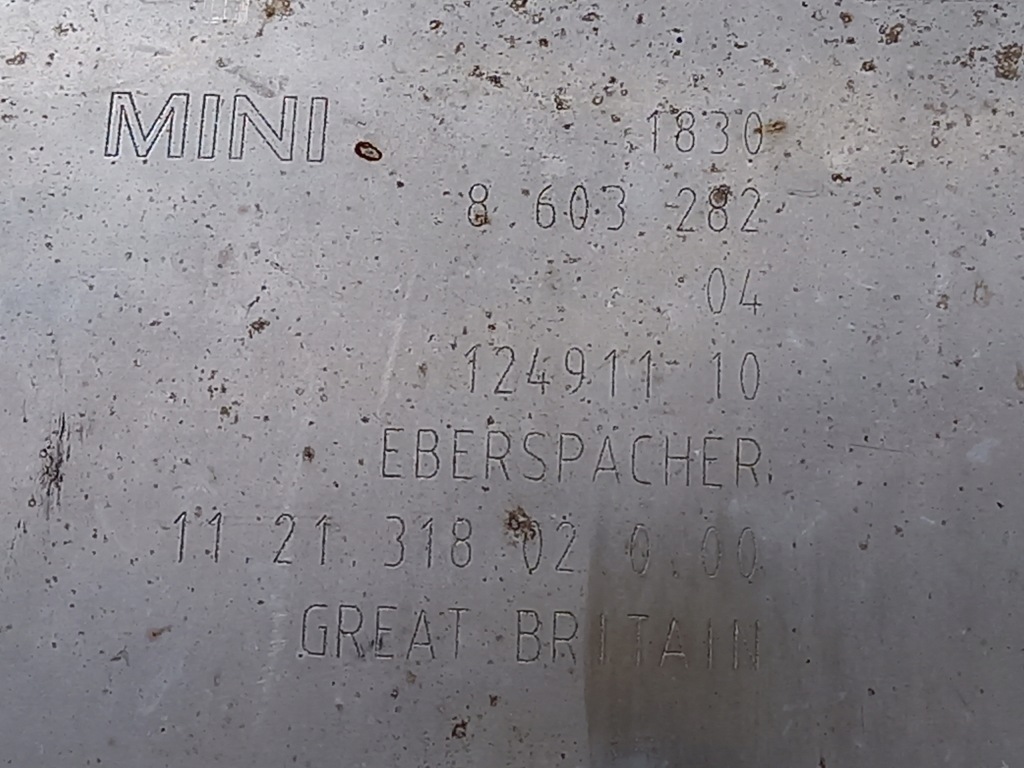 MINI 1830
8 603 282
04
124911 10
EBERSPACHER
11.21.318.02.0.00
GREAT BRITAIN